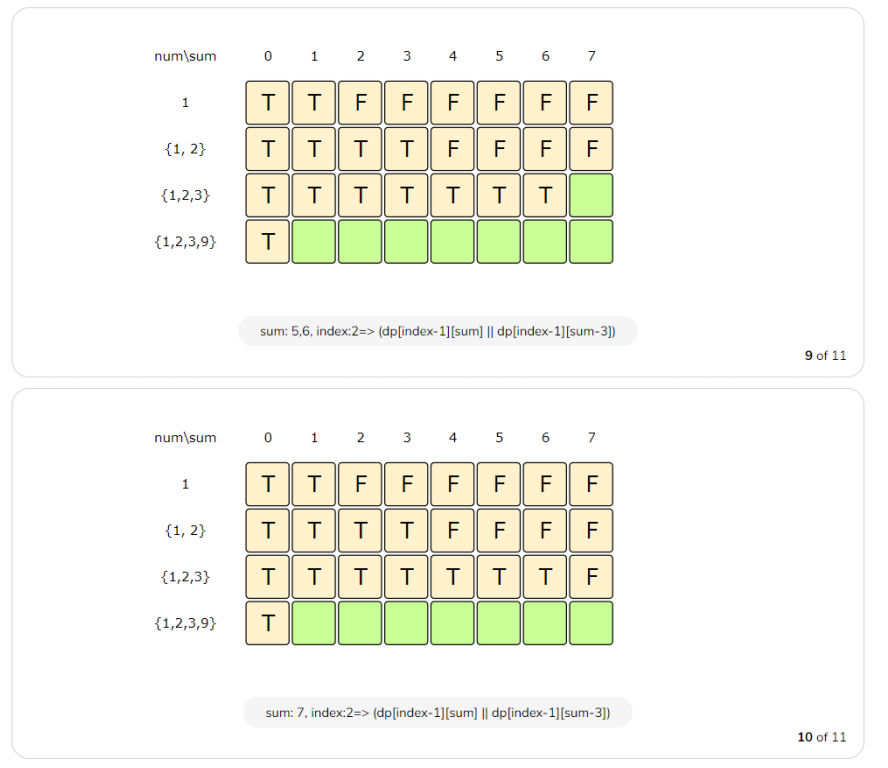 num\sum 0 1 2 3 4 5 6 7
1 T T F F F F F F
{1, 2} T T T T F F F F
{1,2,3} T T T T T T T
{1,2,3,9} T
sum: 5,6, index:2=> (dp[index-1][sum] || dp[index-1][sum-3])
9 of 11
num\sum 0 1 2 3 4 5 6 7
1 T T F F F F F F
{1, 2} T T T T F F F F
{1,2,3} T T T T T T T F
{1,2,3,9} T
sum: 7, index:2=> (dp[index-1][sum] || dp[index-1][sum-3])
10 of 11